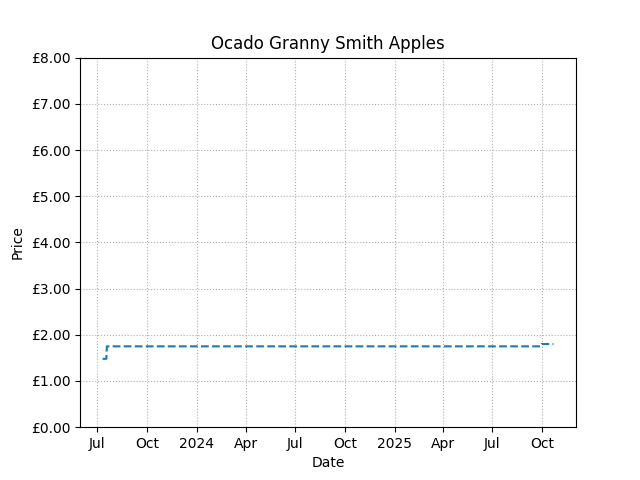 Ocado Granny Smith Apples
£8.00
£7.00
£6.00
£5.00
£4.00
£3.00
£2.00
£1.00
£0.00
Price
Jul Oct 2024 Apr Jul Oct 2025 Apr Jul Oct
Date